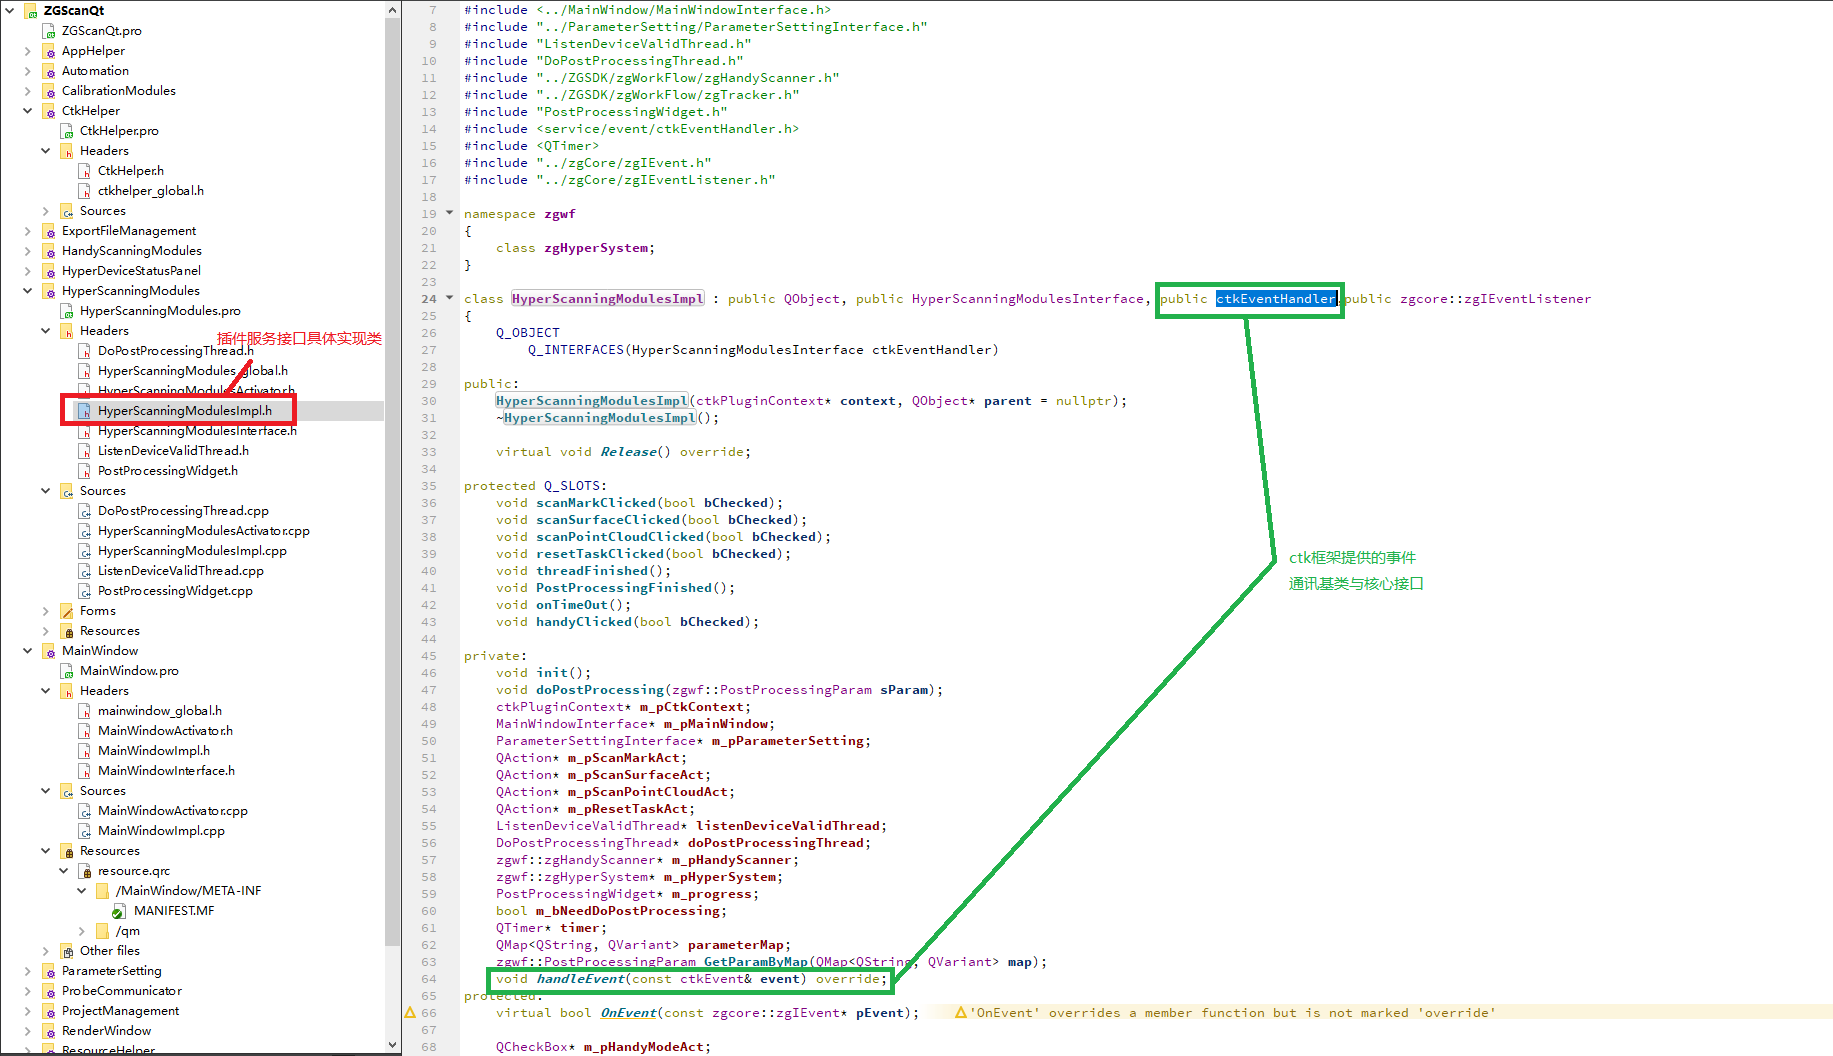 ZGScanQt
ZGScanQt.pro
AppHelper
Automation
CalibrationModules
CtkHelper
CtkHelper.pro
Headers
CtkHelper.h
ctkhelper_global.h
Sources
ExportFileManagement
HandyScanningModules
HyperDeviceStatusPanel
HyperScanningModules
HyperScanningModules.pro
Headers
插件服务接口具体实现类
DoPostProcessingThread.h
HyperScanningModules_global.h
HyperScanningModulesActivator.h
HyperScanningModulesImpl.h
HyperScanningModulesInterface.h
ListenDeviceValidThread.h
PostProcessingWidget.h
Sources
DoPostProcessingThread.cpp
HyperScanningModulesActivator.cpp
HyperScanningModulesImpl.cpp
ListenDeviceValidThread.cpp
PostProcessingWidget.cpp
Forms
Resources
MainWindow
MainWindow.pro
Headers
mainwindow_global.h
MainWindowActivator.h
MainWindowImpl.h
MainWindowInterface.h
Sources
MainWindowActivator.cpp
MainWindowImpl.cpp
Resources
resource.qrc
/MainWindow/META-INF
MANIFEST.MF
/qm
Other files
ParameterSetting
ProbeCommunicator
ProjectManagement
RenderWindow
ResourceHelper
7 #include <../MainWindow/MainWindowInterface.h>
8 #include "../ParameterSetting/ParameterSettingInterface.h"
9 #include "ListenDeviceValidThread.h"
10 #include "DoPostProcessingThread.h"
11 #include "../ZGSDK/zgWorkFlow/zgHandyScanner.h"
12 #include "../ZGSDK/zgWorkFlow/zgTracker.h"
13 #include "PostProcessingWidget.h"
14 #include <service/event/ctkEventHandler.h>
15 #include <QTimer>
16 #include "../zgCore/zgIEvent.h"
17 #include "../zgCore/zgIEventListener.h"
18
19 namespace zgwf
20 {
21 class zgHyperSystem;
22 }
23
24 class HyperScanningModulesImpl : public QObject, public HyperScanningModulesInterface, public ctkEventHandler,public zgcore::zgIEventListener
25 {
26 Q_OBJECT
27 Q_INTERFACES(HyperScanningModulesInterface ctkEventHandler)
28
29 public:
30 HyperScanningModulesImpl(ctkPluginContext* context, QObject* parent = nullptr);
31 ~HyperScanningModulesImpl();
32
33 virtual void Release() override;
34
35 protected Q_SLOTS:
36 void scanMarkClicked(bool bChecked);
37 void scanSurfaceClicked(bool bChecked);
38 void scanPointCloudClicked(bool bChecked);
39 void resetTaskClicked(bool bChecked);
40 void threadFinished();
41 void PostProcessingFinished();
42 void onTimeOut();
43 void handyClicked(bool bChecked);
44
45 private:
46 void init();
47 void doPostProcessing(zgwf::PostProcessingParam sParam);
48 ctkPluginContext* m_pCtkContext;
49 MainWindowInterface* m_pMainWindow;
50 ParameterSettingInterface* m_pParameterSetting;
51 QAction* m_pScanMarkAct;
52 QAction* m_pScanSurfaceAct;
53 QAction* m_pScanPointCloudAct;
54 QAction* m_pResetTaskAct;
55 ListenDeviceValidThread* listenDeviceValidThread;
56 DoPostProcessingThread* doPostProcessingThread;
57 zgwf::zgHandyScanner* m_pHandyScanner;
58 zgwf::zgHyperSystem* m_pHyperSystem;
59 PostProcessingWidget* m_progress;
60 bool m_bNeedDoPostProcessing;
61 QTimer* timer;
62 QMap<QString, QVariant> parameterMap;
63 zgwf::PostProcessingParam GetParamByMap(QMap<QString, QVariant> map);
64 void handleEvent(const ctkEvent& event) override;
65 protected:
66 virtual bool OnEvent(const zgcore::zgIEvent* pEvent); 'OnEvent' overrides a member function but is not marked 'override'
67
68 QCheckBox* m_pHandyModeAct;
ctk框架提供的事件
通讯基类与核心接口